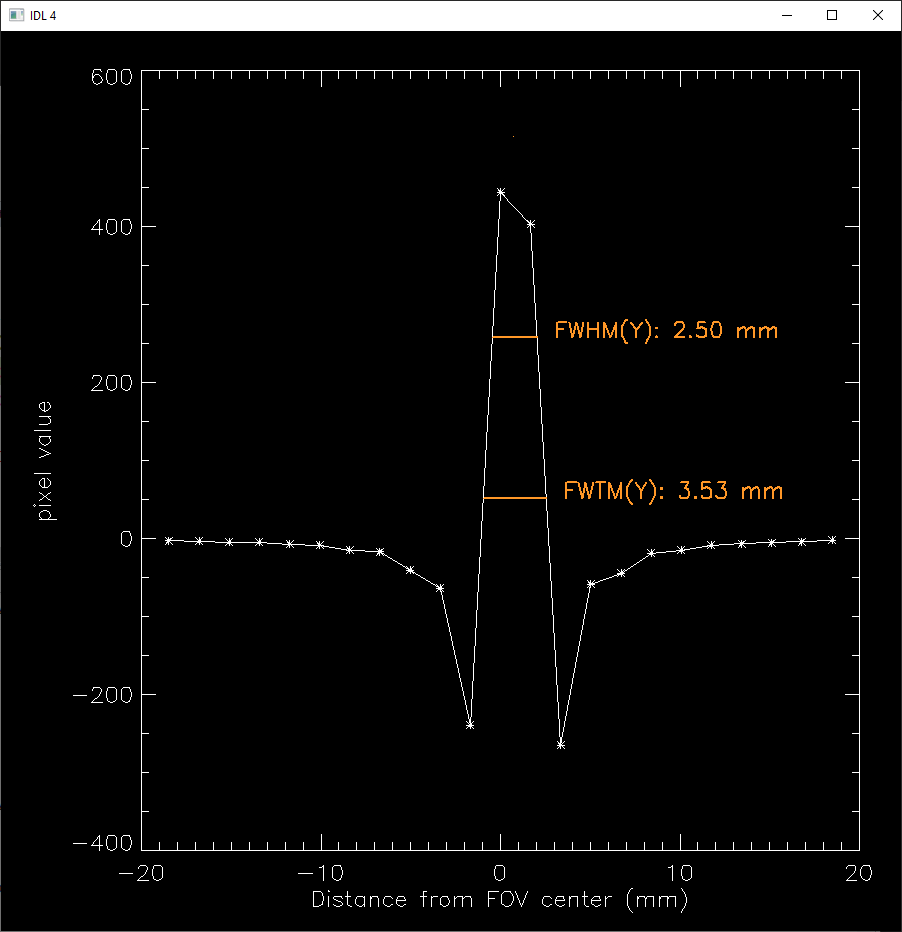 IDL 4
600
400
200
0
-200
-400
pixel value
FWHM(Y): 2.50 mm
FWTM(Y): 3.53 mm
-20 -10 0 10 20
Distance from FOV center (mm)